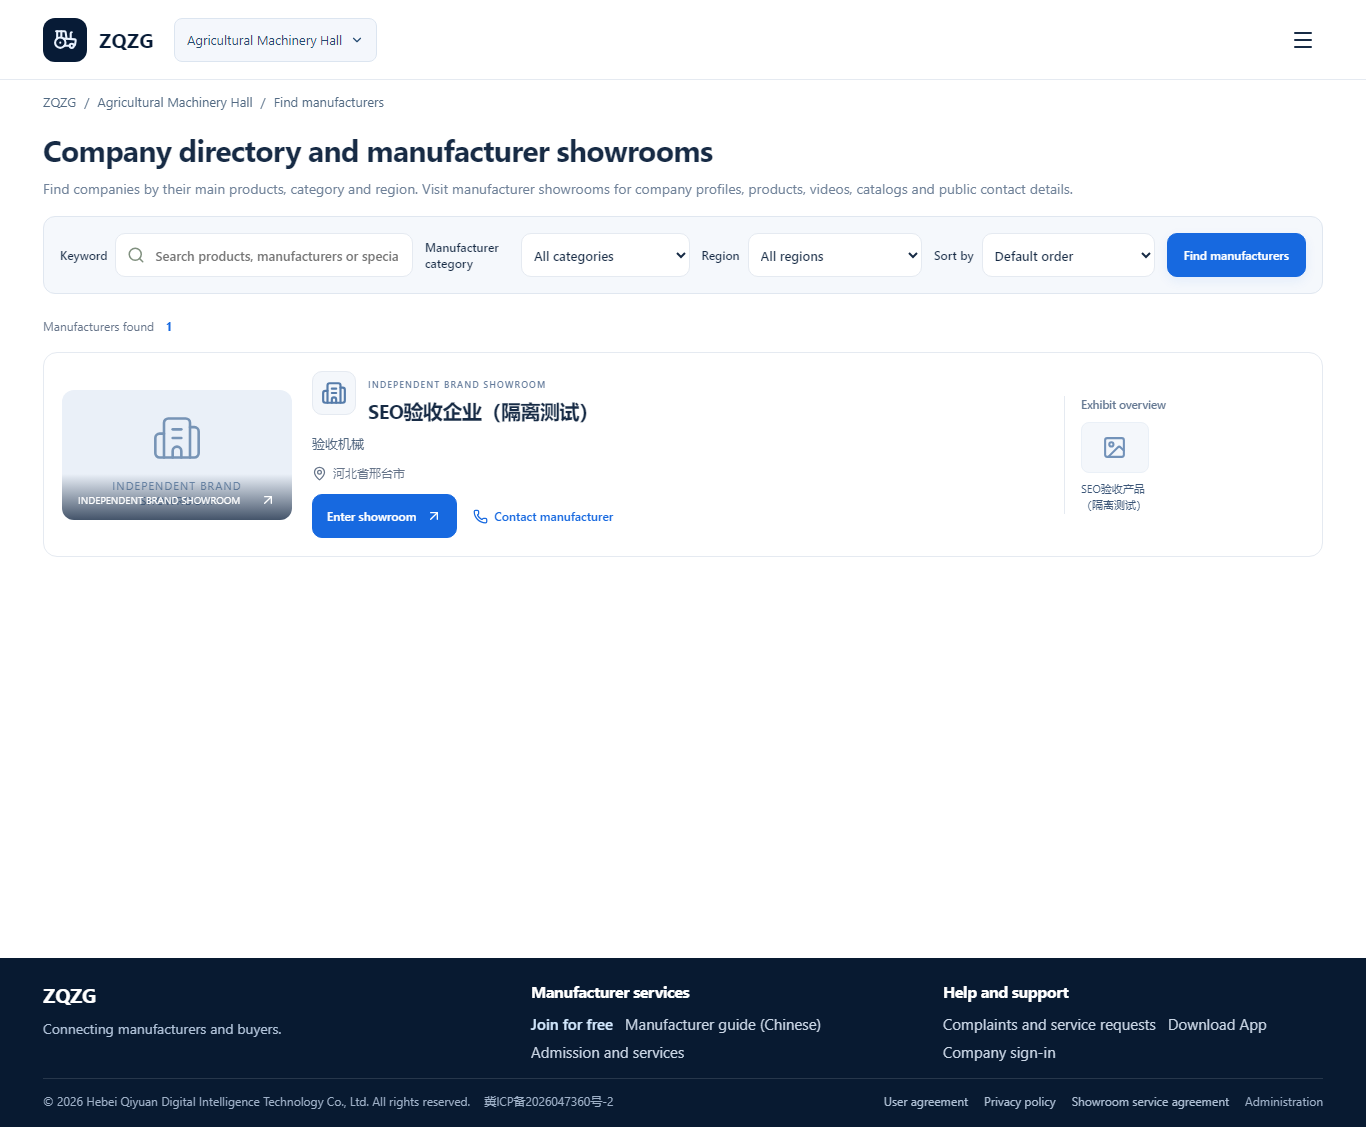 ZQZG
Agricultural Machinery Hall
ZQZG / Agricultural Machinery Hall / Find manufacturers
Company directory and manufacturer showrooms
Find companies by their main products, category and region. Visit manufacturer showrooms for company profiles, products, videos, catalogs and public contact details.
Keyword
Search products, manufacturers or specia
Manufacturer category
All categories
Region
All regions
Sort by
Default order
Find manufacturers
Manufacturers found 1
INDEPENDENT BRAND
INDEPENDENT BRAND SHOWROOM
INDEPENDENT BRAND SHOWROOM
SEO验收企业（隔离测试）
验收机械
河北省邢台市
Enter showroom
Contact manufacturer
Exhibit overview
SEO验收产品
（隔离测试）
ZQZG
Connecting manufacturers and buyers.
Manufacturer services
Join for free Manufacturer guide (Chinese)
Admission and services
Help and support
Complaints and service requests Download App
Company sign-in
© 2026 Hebei Qiyuan Digital Intelligence Technology Co., Ltd. All rights reserved. 冀ICP备2026047360号-2
User agreement Privacy policy Showroom service agreement Administration